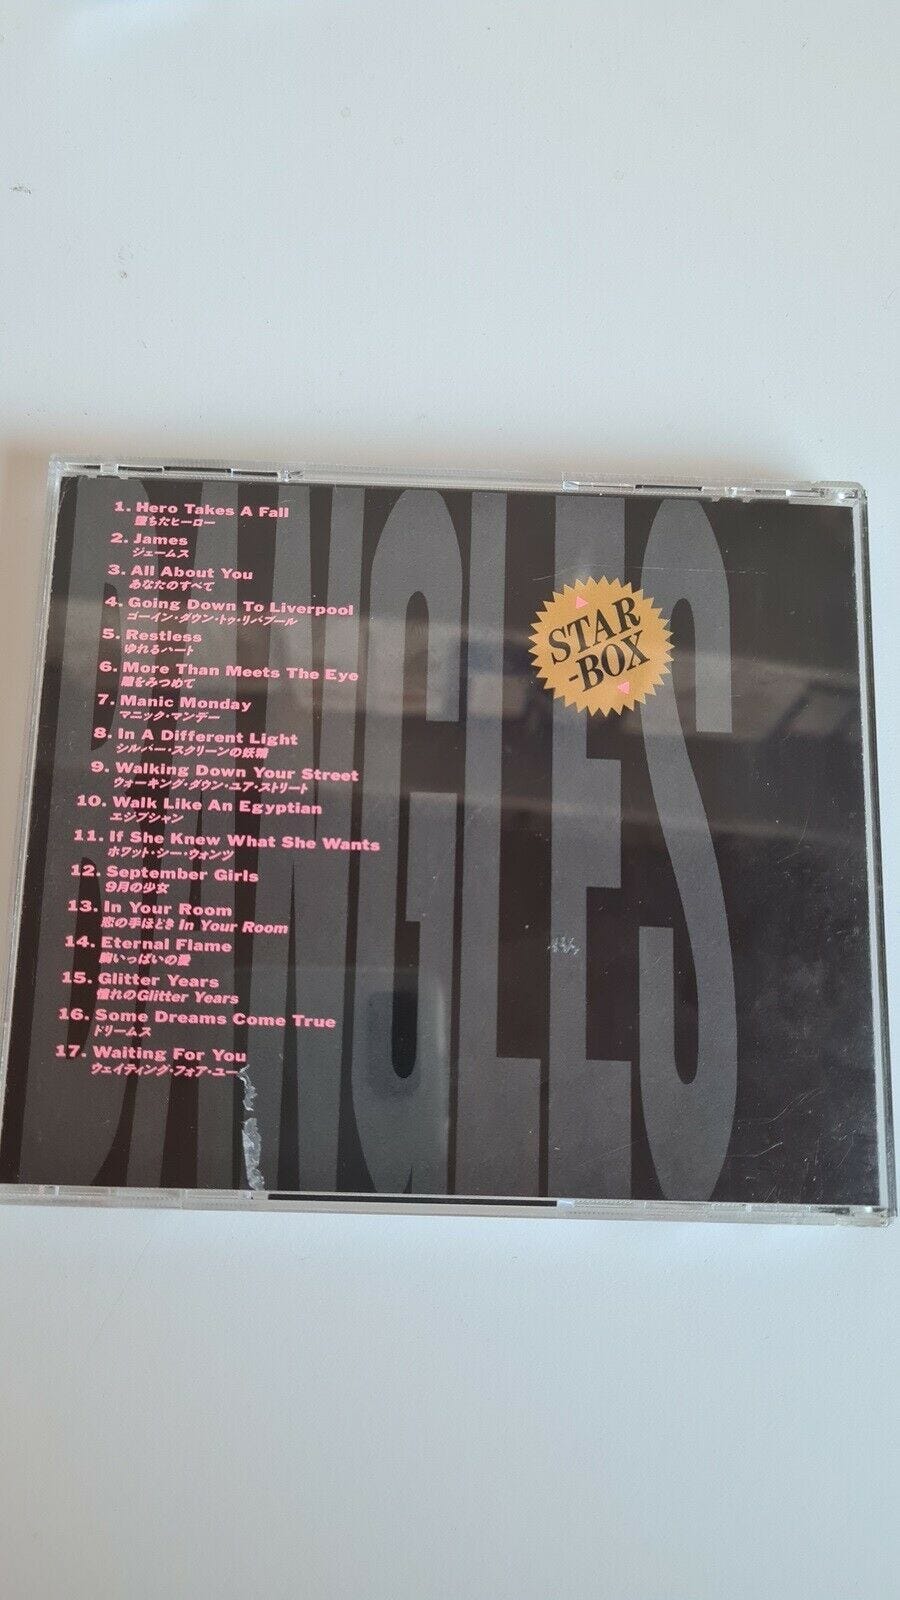 BANGLES
1. Hero Takes A Fall
堕ちたヒーロー
2. James
ジェームス
3. All About You
あなたのすべて
4. Going Down To Liverpool
ゴーイン・ダウン・トゥ・リバプール
5. Restless
ゆれるハート
6. More Than Meets The Eye
瞳をみつめて
7. Manic Monday
マニック・マンデー
8. In A Different Light
シルバー・スクリーンの妖精
9. Walking Down Your Street
ウォーキング・ダウン・ユア・ストリート
10. Walk Like An Egyptian
エジプシャン
11. If She Knew What She Wants
ホワット・シー・ウォンツ
12. September Girls
9月の少女
13. In Your Room
恋の手ほどき In Your Room
14. Eternal Flame
胸いっぱいの愛
15. Glitter Years
憧れのGlitter Years
16. Some Dreams Come True
ドリームス
17. Waiting For You
ウェイティング・フォア・ユー
STAR
-BOX